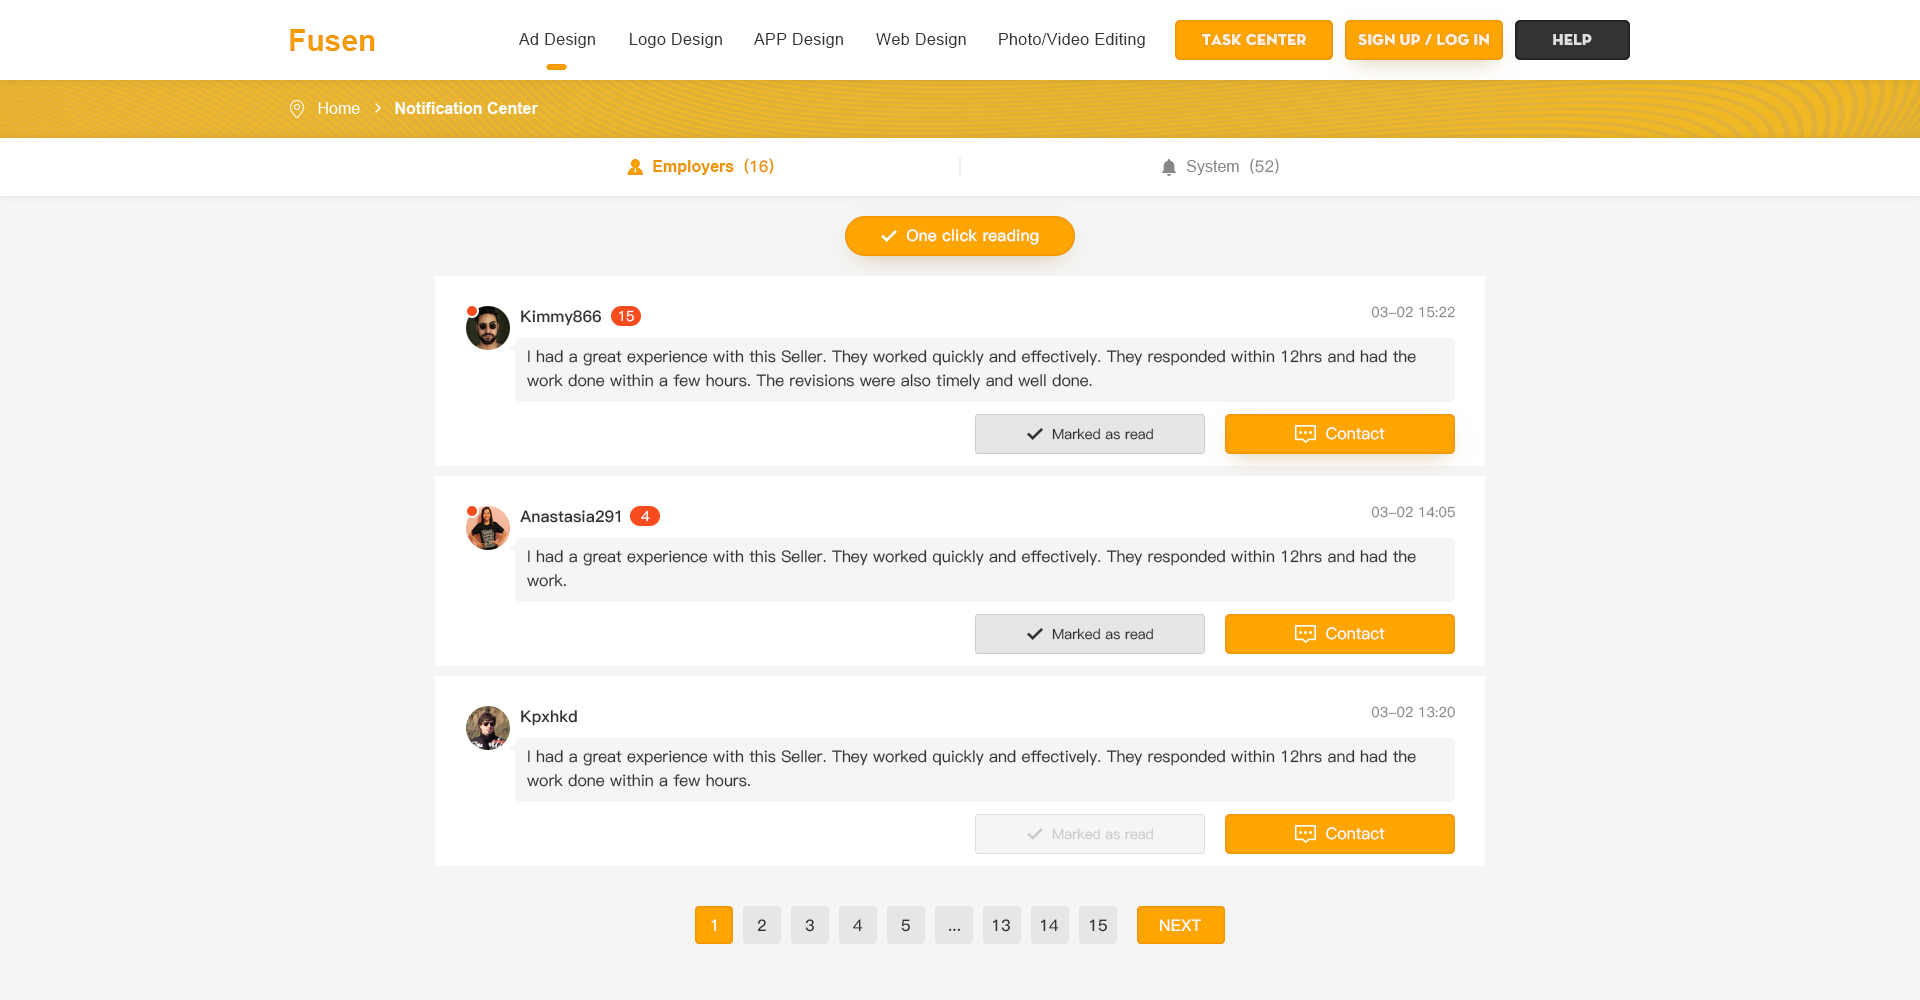 Fusen
Ad Design
Logo Design
APP Design
Web Design
Photo/Video Editing
TASK CENTER
SIGN UP / LOG IN
HELP
Home
Notification Center
Employers (16)
System (52)
One click reading
Kimmy866
15
03-02 15:22
I had a great experience with this Seller. They worked quickly and effectively. They responded within 12hrs and had the
work done within a few hours. The revisions were also timely and well done.
Marked as read
Contact
Anastasia291
4
03-02 14:05
I had a great experience with this Seller. They worked quickly and effectively. They responded within 12hrs and had the
work.
Marked as read
Contact
Kpxhkd
03-02 13:20
I had a great experience with this Seller. They worked quickly and effectively. They responded within 12hrs and had the
work done within a few hours.
Marked as read
Contact
1
2
3
4
5
...
13
14
15
NEXT